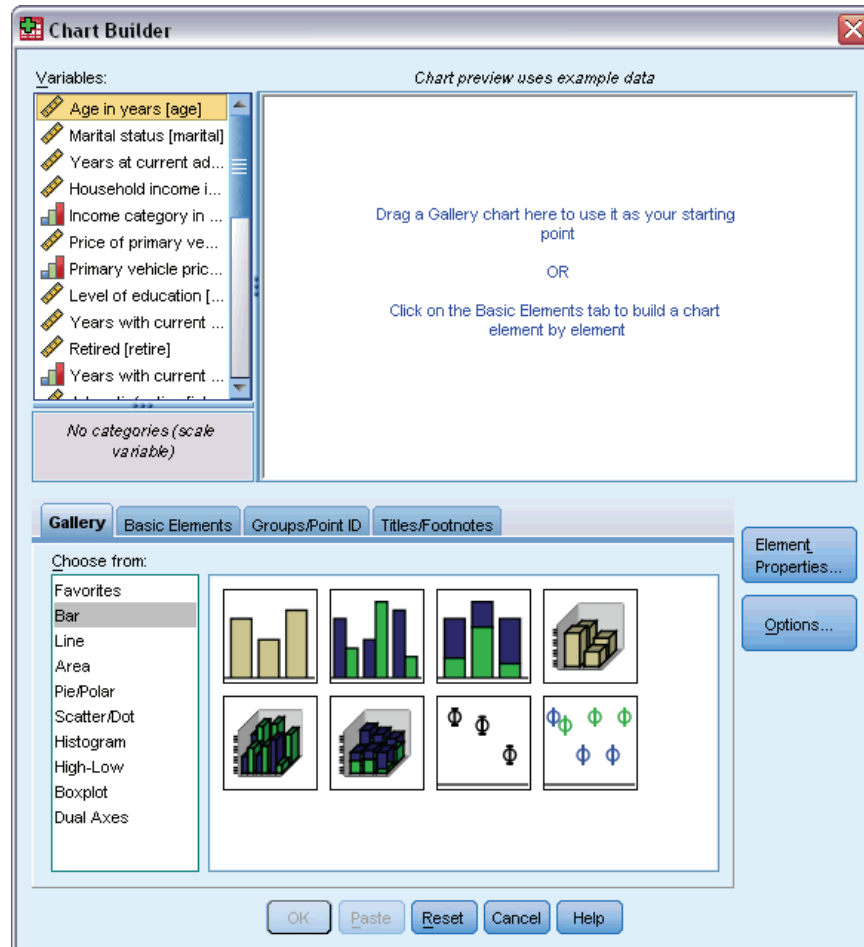 Chart Builder
Variables:
Chart preview uses example data
Age in years [age]
Marital status [marital]
Years at current ad...
Household income i...
Income category in ...
Price of primary ve...
Primary vehicle pric...
Level of education [...
Years with current ...
Retired [retire]
Years with current ...
No categories (scale
variable)
Drag a Gallery chart here to use it as your starting
point
OR
Click on the Basic Elements tab to build a chart
element by element
Gallery
Basic Elements
Groups/Point ID
Titles/Footnotes
Choose from:
Favorites
Bar
Line
Area
Pie/Polar
Scatter/Dot
Histogram
High-Low
Boxplot
Dual Axes
Element
Properties...
Options...
OK
Paste
Reset
Cancel
Help